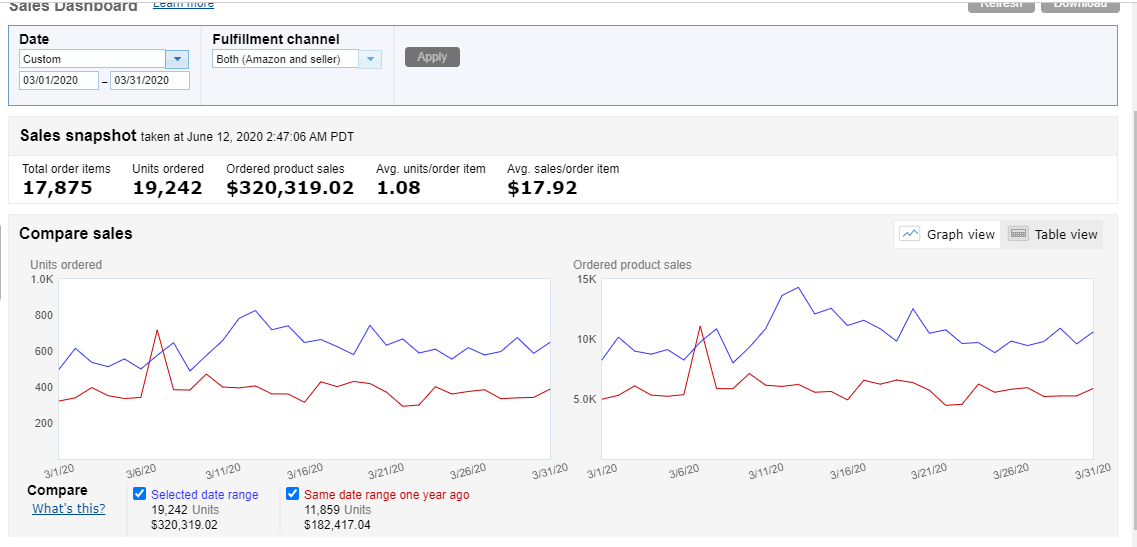 Sales Dashboard Learn more Refresh Download
Date Fulfillment channel
Custom Both (Amazon and seller) Apply
03/01/2020 – 03/31/2020
Sales snapshot taken at June 12, 2020 2:47:06 AM PDT
Total order items Units ordered Ordered product sales Avg. units/order item Avg. sales/order item
17,875 19,242 $320,319.02 1.08 $17.92
Compare sales Graph view Table view
Units ordered
1.0K
800
600
400
200
3/1/20 3/6/20 3/11/20 3/16/20 3/21/20 3/26/20 3/31/20
Ordered product sales
15K
10K
5.0K
3/1/20 3/6/20 3/11/20 3/16/20 3/21/20 3/26/20 3/31/20
Compare
What's this?
Selected date range
19,242 Units
$320,319.02
Same date range one year ago
11,859 Units
$182,417.04